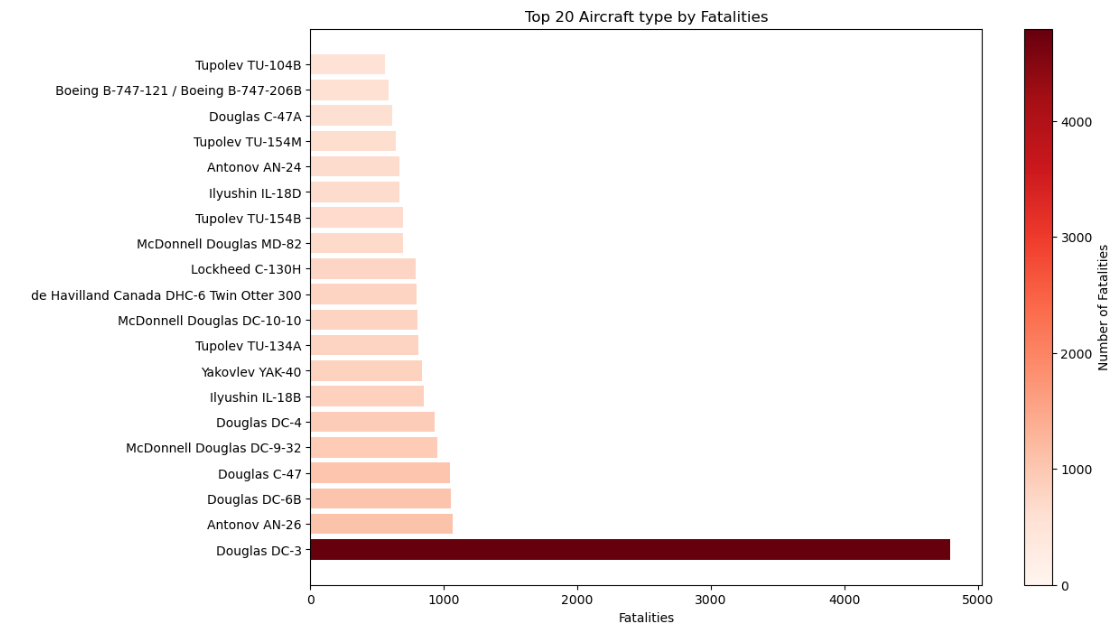 Top 20 Aircraft type by Fatalities
Tupolev TU-104B
Boeing B-747-121 / Boeing B-747-206B
Douglas C-47A
Tupolev TU-154M
Antonov AN-24
Ilyushin IL-18D
Tupolev TU-154B
McDonnell Douglas MD-82
Lockheed C-130H
de Havilland Canada DHC-6 Twin Otter 300
McDonnell Douglas DC-10-10
Tupolev TU-134A
Yakovlev YAK-40
Ilyushin IL-18B
Douglas DC-4
McDonnell Douglas DC-9-32
Douglas C-47
Douglas DC-6B
Antonov AN-26
Douglas DC-3
0 1000 2000 3000 4000 5000
Fatalities
4000
3000
2000
1000
0
Number of Fatalities